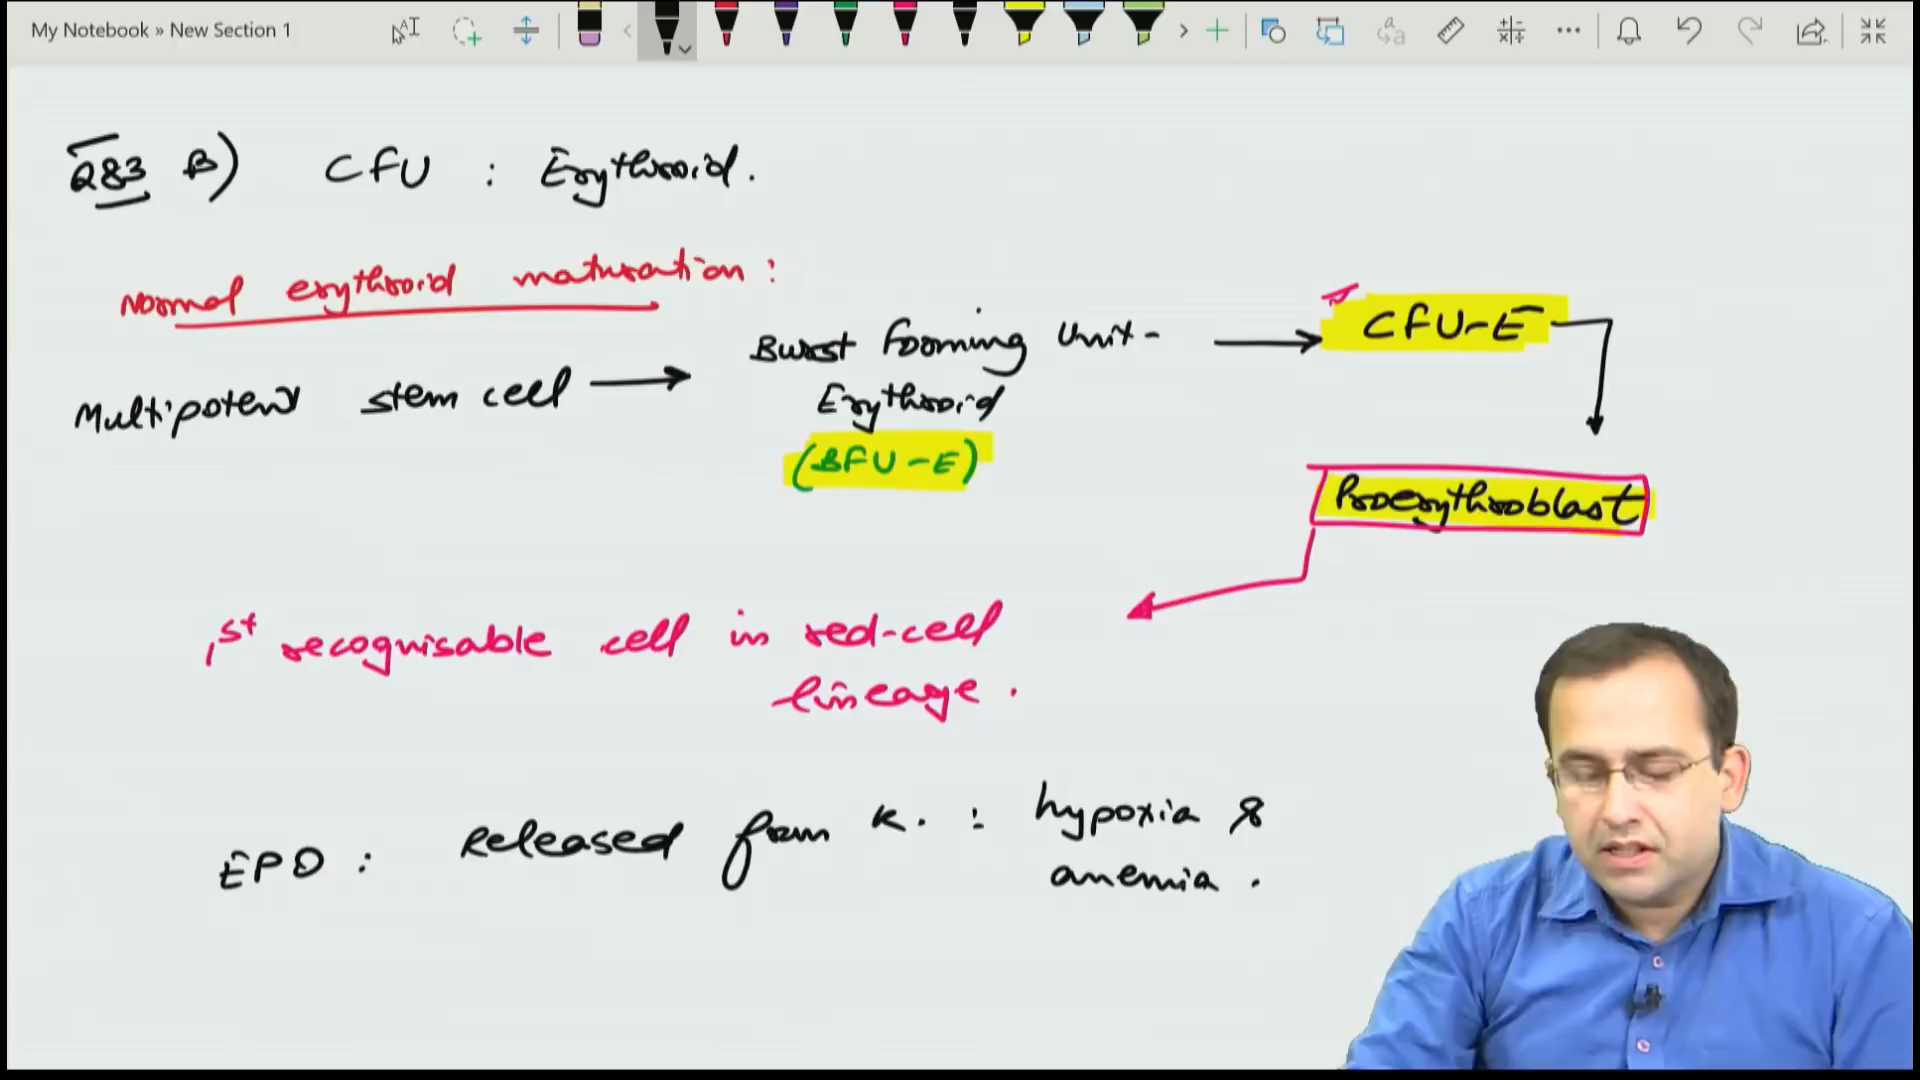 My Notebook » New Section 1
Q83 B) CFU : Erythroid.
Normal erythroid maturation :
Multipotent stem cell → Burst forming Unit - → CFU-E
Erythroid
(BFU-E)
Proerythroblast
1st recognisable cell in red-cell
lineage.
EPO : Released from K. : hypoxia &
anemia.